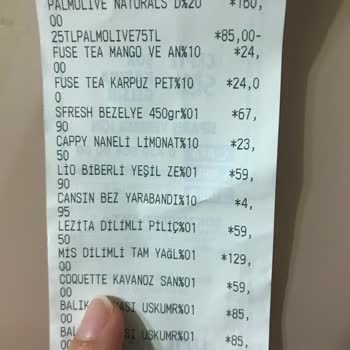 PALMOLIVE NATURALS D%20 *160,
00
25TLPALMOLIVE75TL *85,00-
FUSE TEA MANGO VE AN%10 *24,
00
FUSE TEA KARPUZ PET%10 *24,0
0
SFRESH BEZELYE 450gr%01 *67,
90
CAPPY NANELİ LİMONAT%10 *23,
50
LİO BİBERLİ YEŞİL ZE%01 *59,
90
CANSIN BEZ YARABANDI%10 *4,
95
LEZİTA DİLİMLİ PİLİÇ%01 *59,
50
MİS DİLİMLİ TAM YAĞL%01 *129,
00
COQUETTE KAVANOZ SAN%01 *59,
00
BALIK USKUMR%01 *85,
00
USKUMR%01 *85,
00